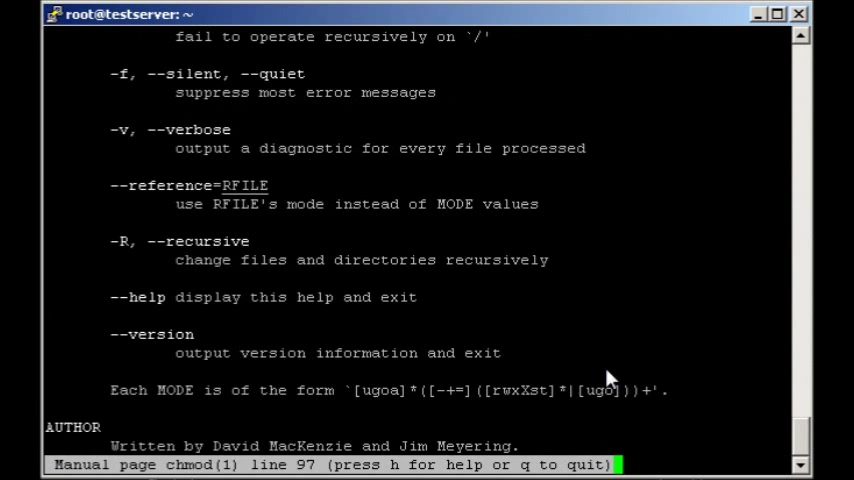 root@testserver: ~
fail to operate recursively on `/'
-f, --silent, --quiet
suppress most error messages
-v, --verbose
output a diagnostic for every file processed
--reference=RFILE
use RFILE's mode instead of MODE values
-R, --recursive
change files and directories recursively
--help display this help and exit
--version
output version information and exit
Each MODE is of the form `[ugoa]*([-+=]([rwxXst]*|[ugo]))+'.
AUTHOR
Written by David MacKenzie and Jim Meyering.
Manual page chmod(1) line 97 (press h for help or q to quit)